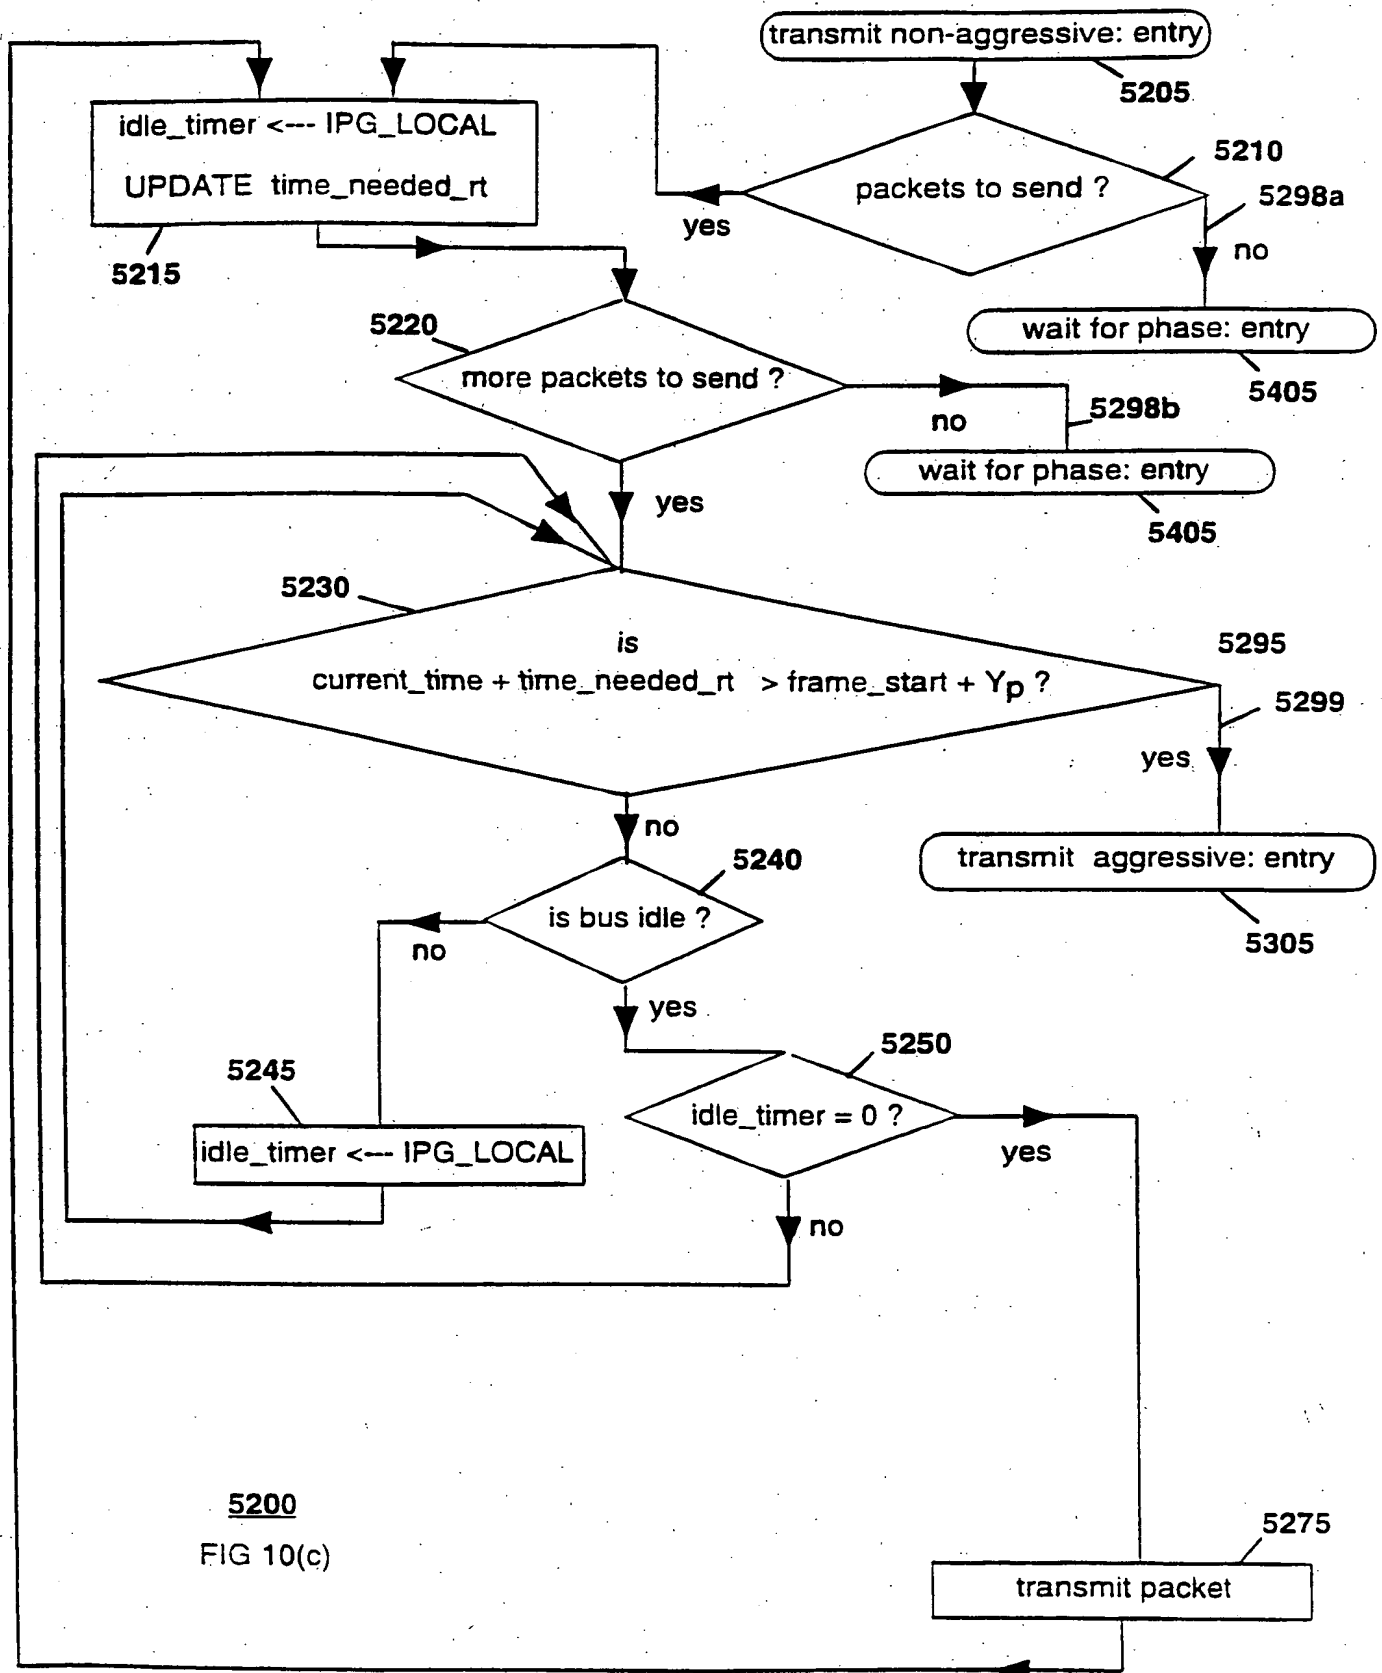 transmit non-aggressive: entry
5205
idle_timer <--- IPG_LOCAL
UPDATE time_needed_rt
5215
packets to send ?
5210
5298a
yes
no
wait for phase: entry
5405
5220
more packets to send ?
no
5298b
wait for phase: entry
5405
yes
5230
is
current_time + time_needed_rt > frame_start + Yp ?
5295
5299
yes
transmit aggressive: entry
5305
no
5240
is bus idle ?
no
yes
5245
idle_timer <--- IPG_LOCAL
5250
idle_timer = 0 ?
yes
no
5275
transmit packet
5200
FIG 10(c)